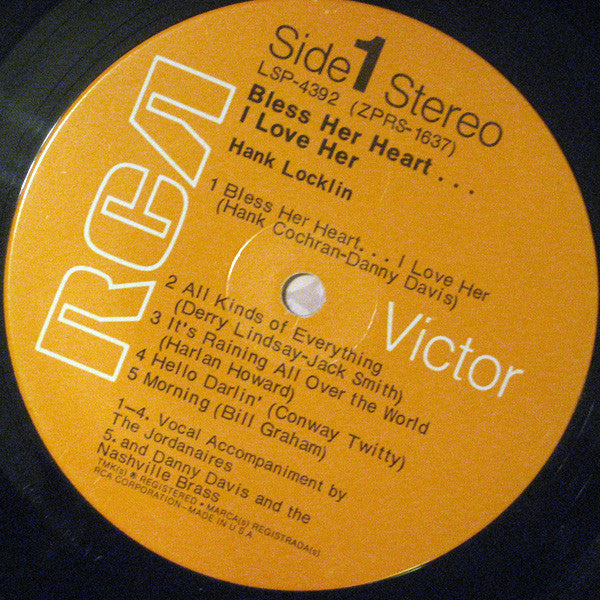 RCA
Victor
Side 1 Stereo
LSP-4392 (ZPRS-1637)
Bless Her Heart...
I Love Her
Hank Locklin
1 Bless Her Heart...I Love Her
(Hank Cochran-Danny Davis)
2 All Kinds of Everything
(Derry Lindsay-Jack Smith)
3 It's Raining All Over the World
(Harlan Howard)
4 Hello Darlin' (Conway Twitty)
5 Morning (Bill Graham)
1-4. Vocal Accompaniment by
The Jordanaires
5. and Danny Davis and the
Nashville Brass
TMK(s) ® REGISTERED • MARCA(s) REGISTRADA(s)
RCA CORPORATION—MADE IN U.S.A